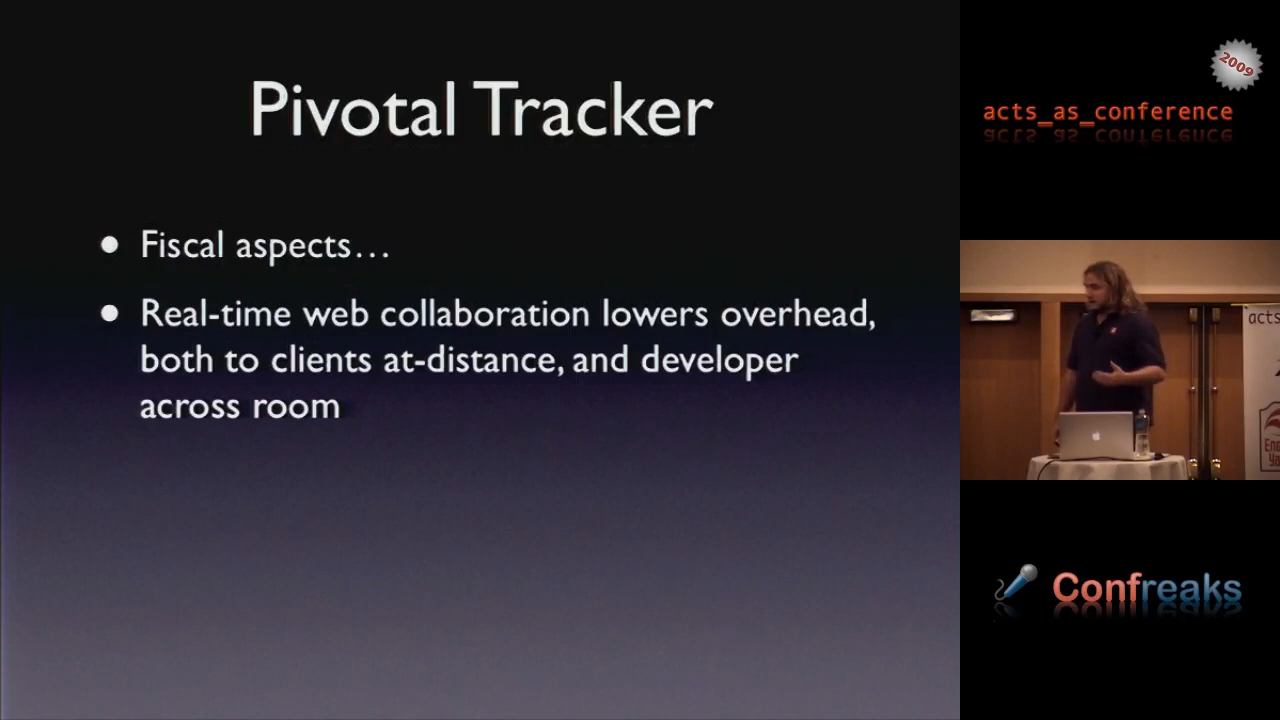 Pivotal Tracker
• Fiscal aspects…
• Real-time web collaboration lowers overhead,
both to clients at-distance, and developer
across room
2009
acts_as_conference
acts
Confreaks